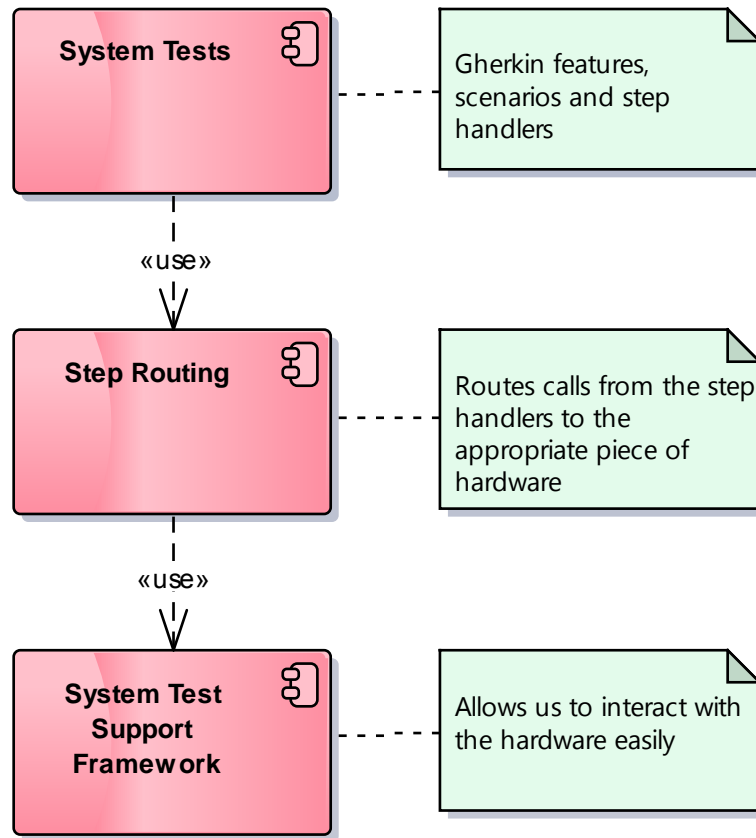 System Tests
Gherkin features,
scenarios and step
handlers
«use»
Step Routing
Routes calls from the step
handlers to the
appropriate piece of
hardware
«use»
System Test
Support
Framework
Allows us to interact with
the hardware easily